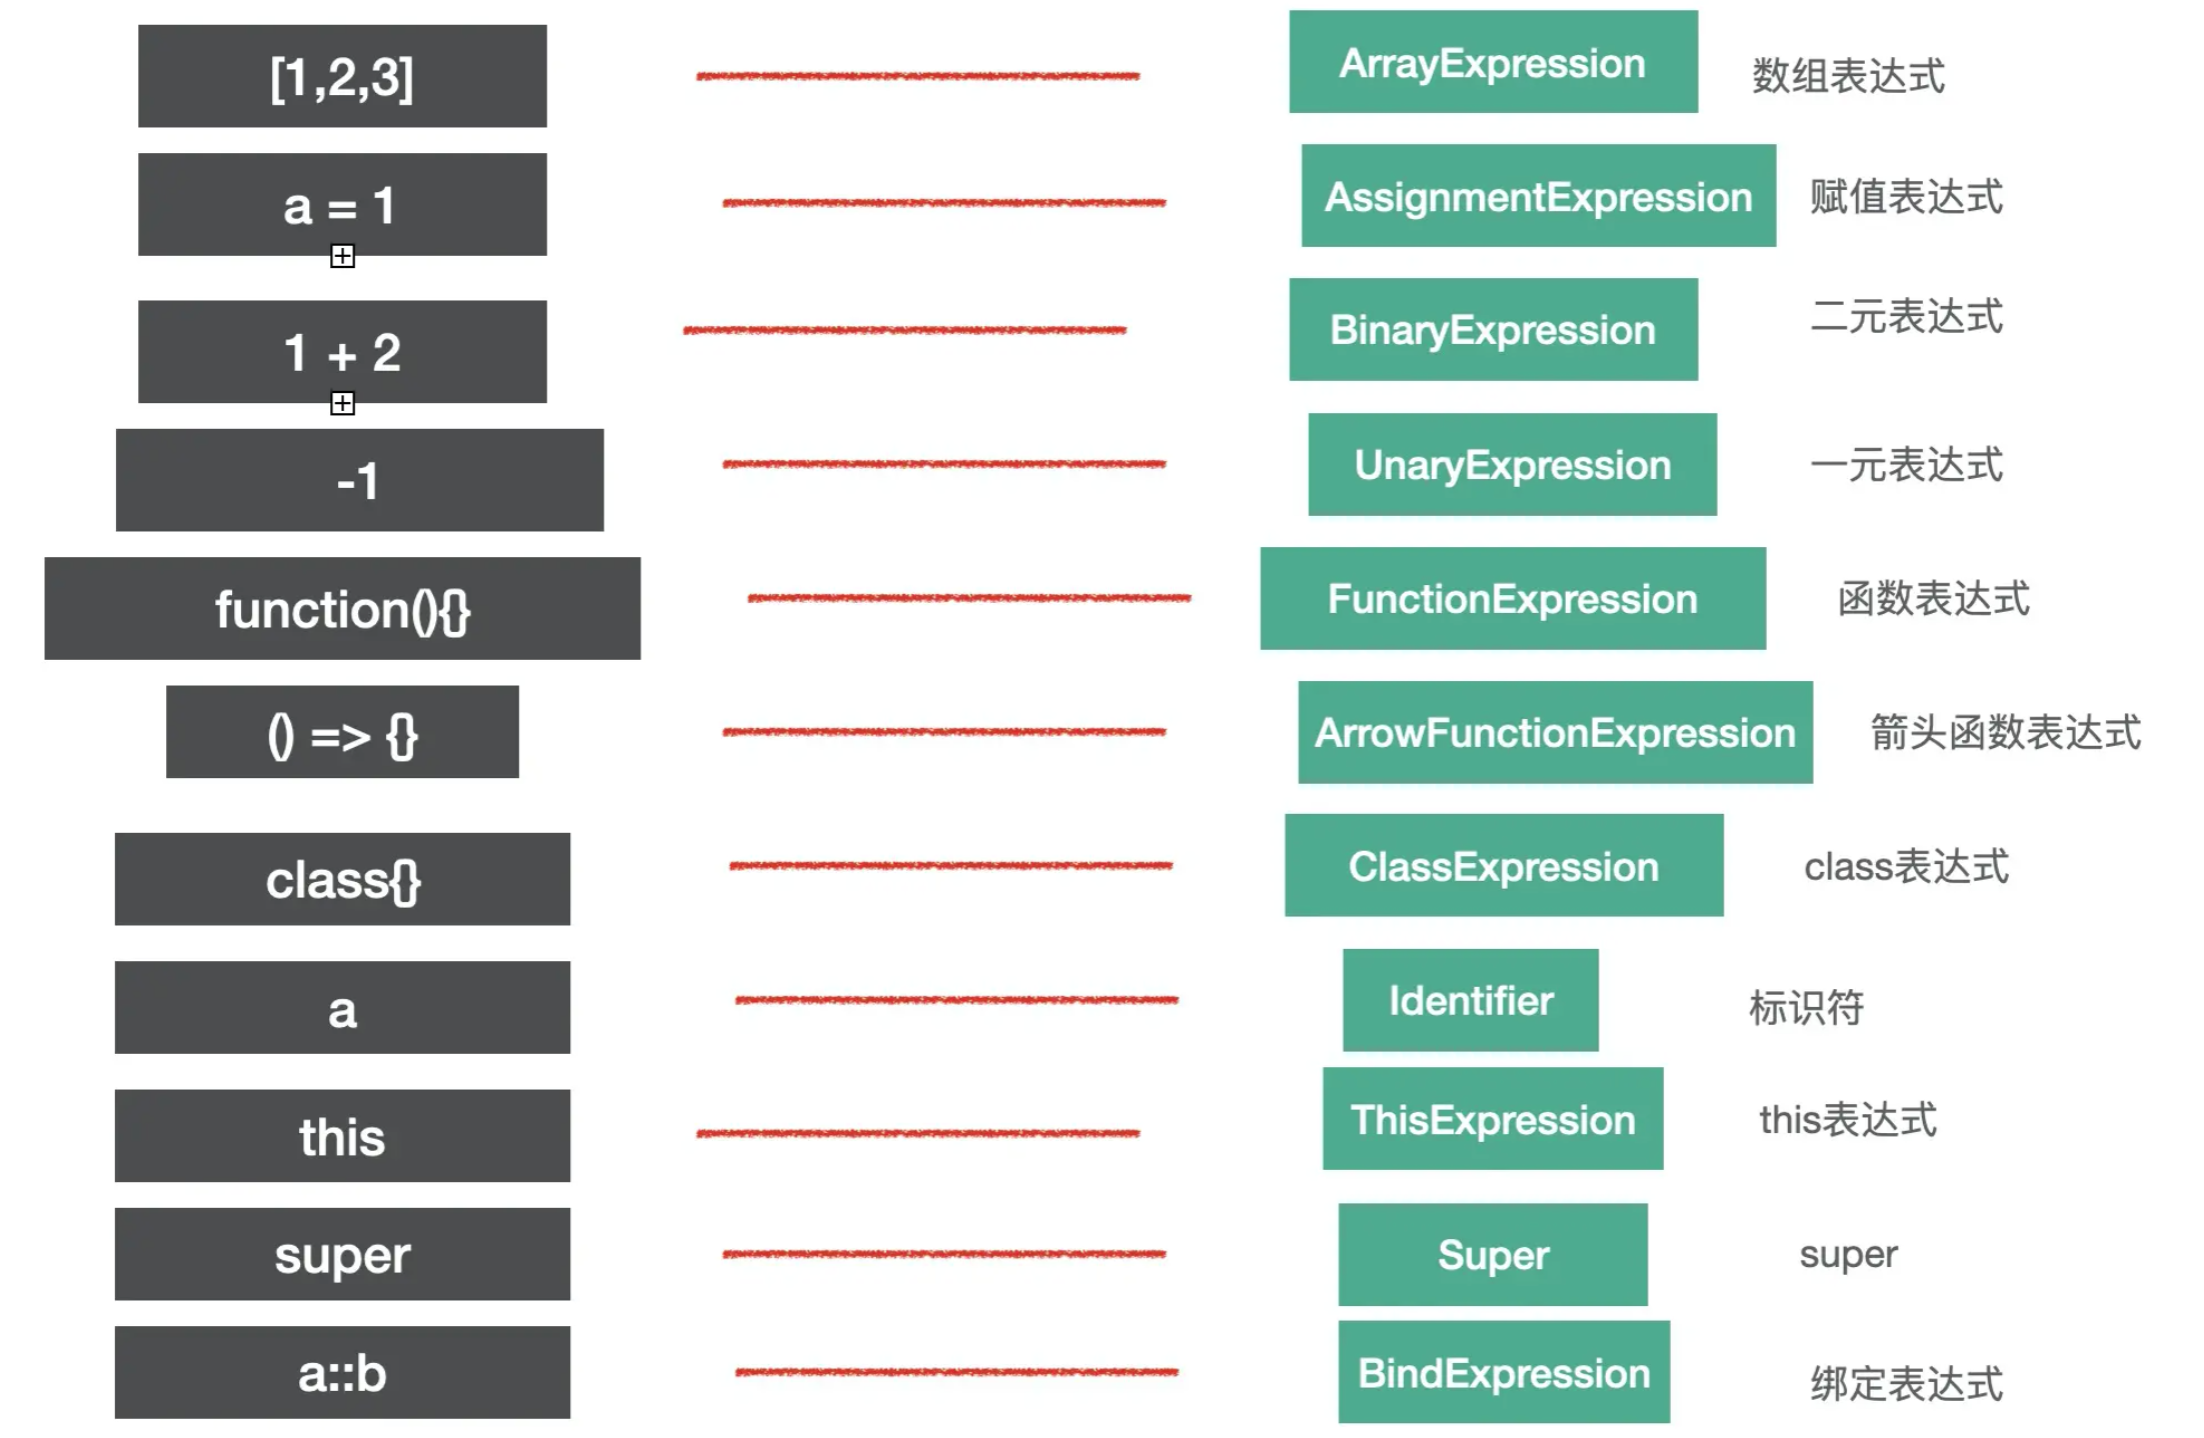 [1,2,3] ArrayExpression 数组表达式
a = 1 AssignmentExpression 赋值表达式
1 + 2 BinaryExpression 二元表达式
-1 UnaryExpression 一元表达式
function(){} FunctionExpression 函数表达式
() => {} ArrowFunctionExpression 箭头函数表达式
class{} ClassExpression class表达式
a Identifier 标识符
this ThisExpression this表达式
super Super super
a::b BindExpression 绑定表达式